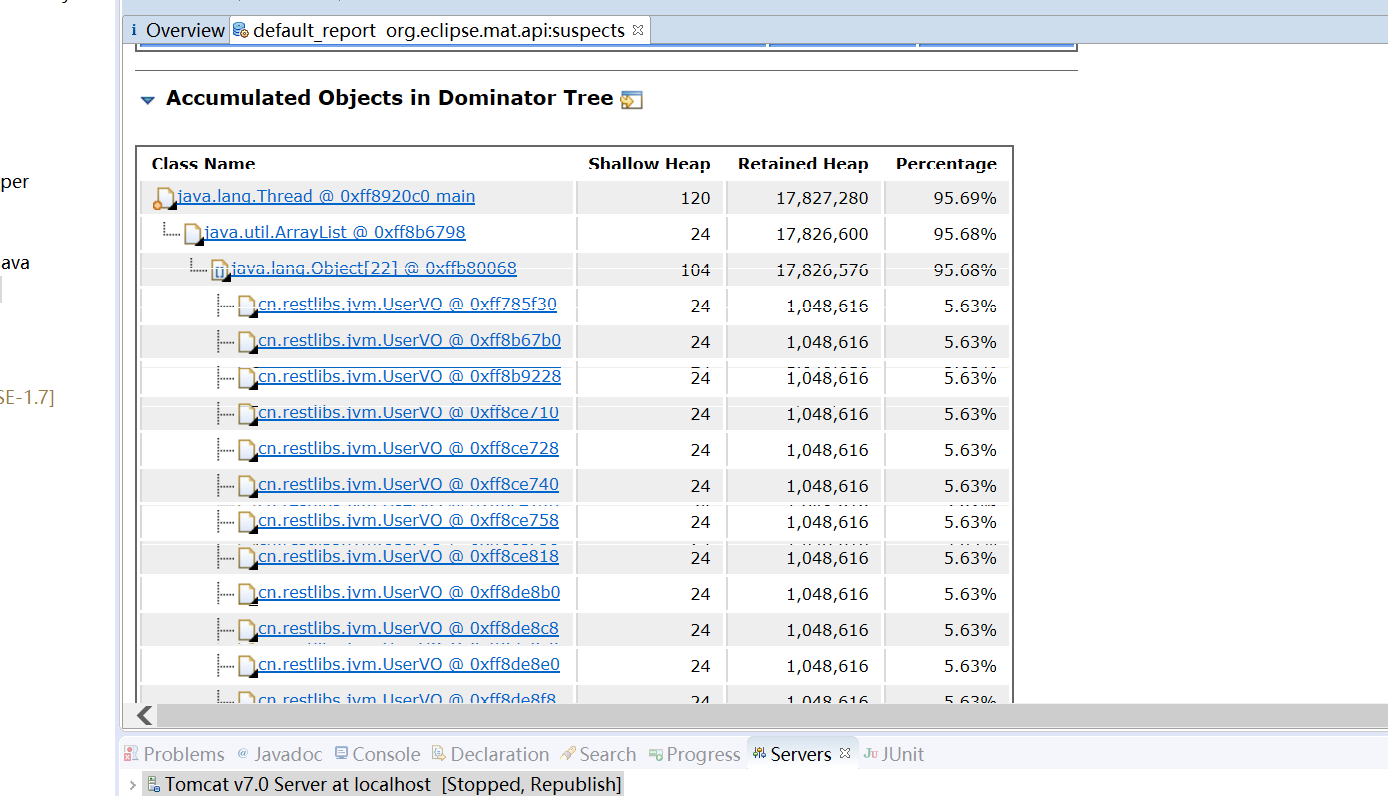 Overview default_report org.eclipse.mat.api:suspects
Accumulated Objects in Dominator Tree
Class Name Shallow Heap Retained Heap Percentage
java.lang.Thread @ 0xff8920c0 main 120 17,827,280 95.69%
java.util.ArrayList @ 0xff8b6798 24 17,826,600 95.68%
java.lang.Object[22] @ 0xffb80068 104 17,826,576 95.68%
cn.restlibs.jvm.UserVO @ 0xff785f30 24 1,048,616 5.63%
cn.restlibs.jvm.UserVO @ 0xff8b67b0 24 1,048,616 5.63%
cn.restlibs.jvm.UserVO @ 0xff8b9228 24 1,048,616 5.63%
cn.restlibs.jvm.UserVO @ 0xff8ce710 24 1,048,616 5.63%
cn.restlibs.jvm.UserVO @ 0xff8ce728 24 1,048,616 5.63%
cn.restlibs.jvm.UserVO @ 0xff8ce740 24 1,048,616 5.63%
cn.restlibs.jvm.UserVO @ 0xff8ce758 24 1,048,616 5.63%
cn.restlibs.jvm.UserVO @ 0xff8ce818 24 1,048,616 5.63%
cn.restlibs.jvm.UserVO @ 0xff8de8b0 24 1,048,616 5.63%
cn.restlibs.jvm.UserVO @ 0xff8de8c8 24 1,048,616 5.63%
cn.restlibs.jvm.UserVO @ 0xff8de8e0 24 1,048,616 5.63%
cn.restlibs.jvm.UserVO @ 0xff8de8f8 24 1,048,616 5.63%
per
ava
SE-1.7]
Problems Javadoc Console Declaration Search Progress Servers JUnit
Tomcat v7.0 Server at localhost [Stopped, Republish]